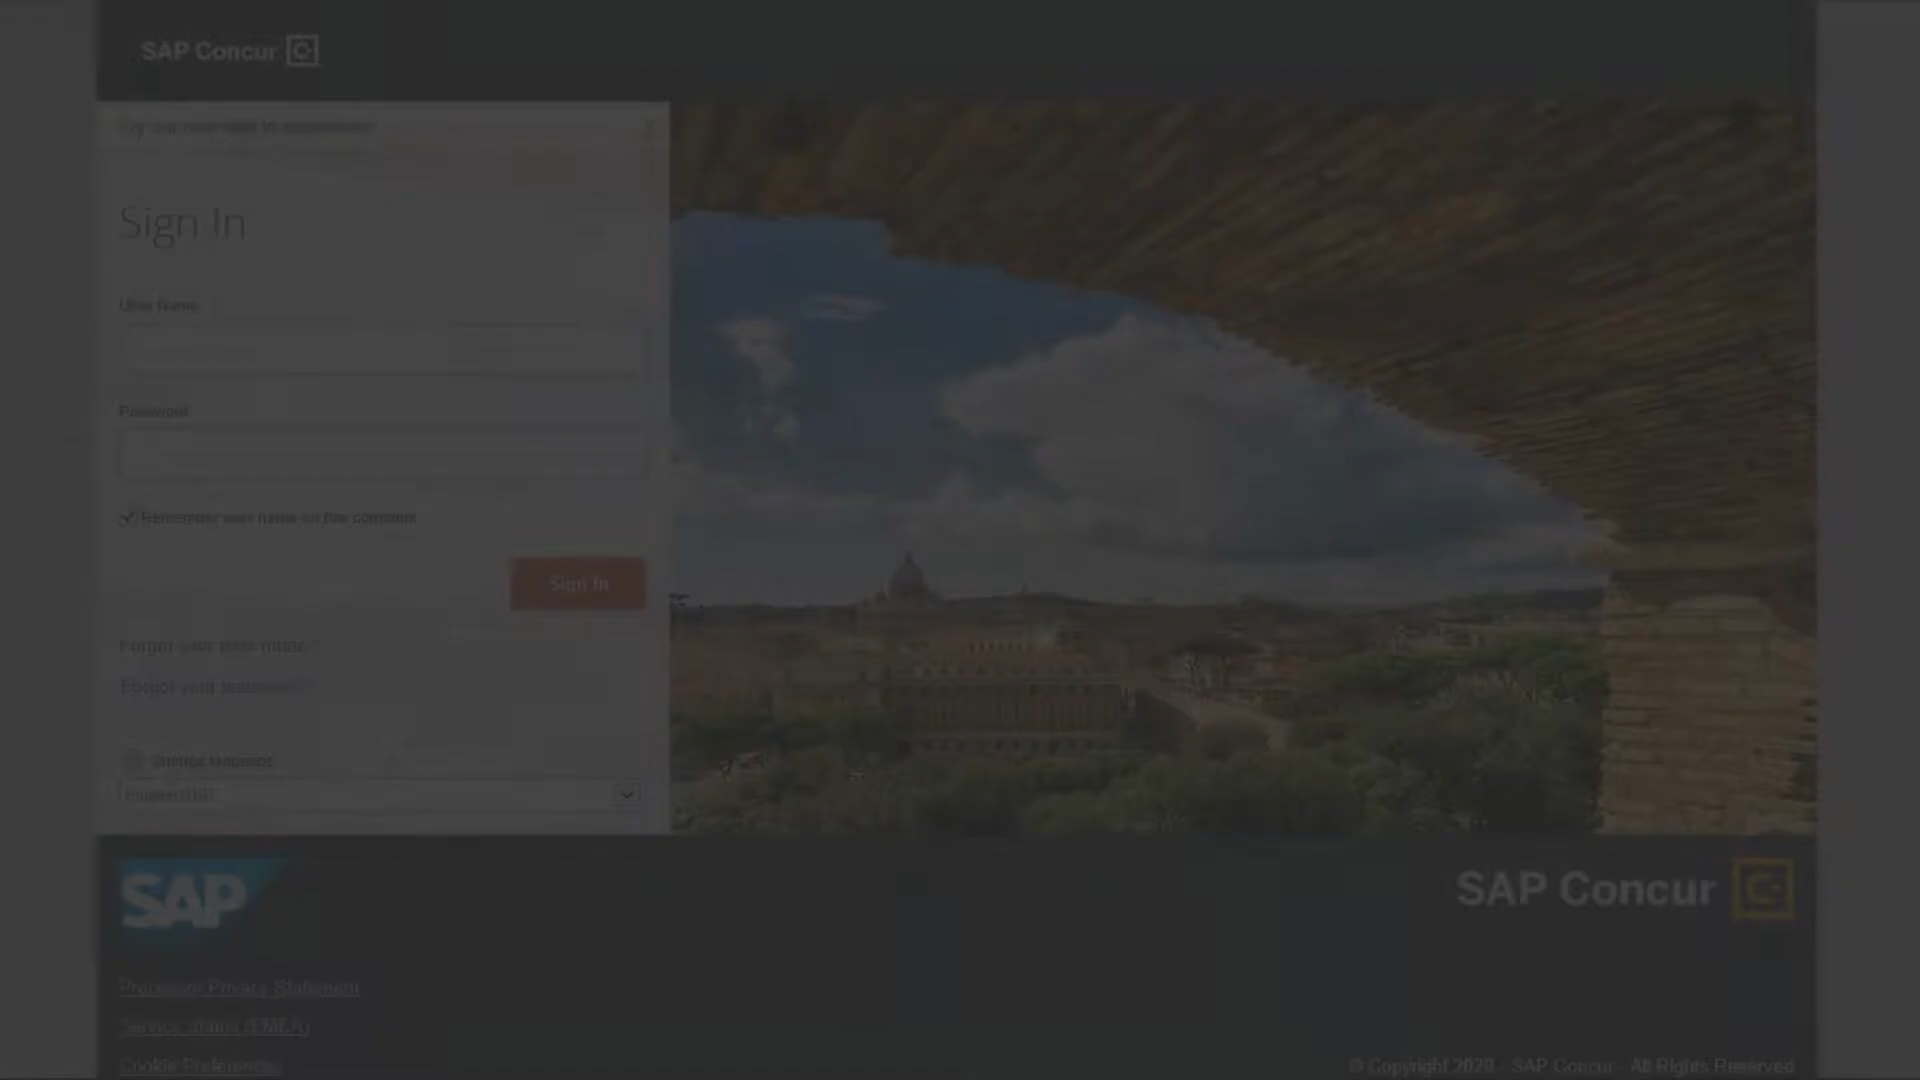 SAP Concur
Sign In
User Name
Password
Remember user name on this computer
Sign In
Forgot your user name?
Forgot your password?
Change language
SAP
SAP Concur
Processor Privacy Statement
Service Status (EMEA)
Cookie Preferences
© Copyright 2020 - SAP Concur All Rights Reserved